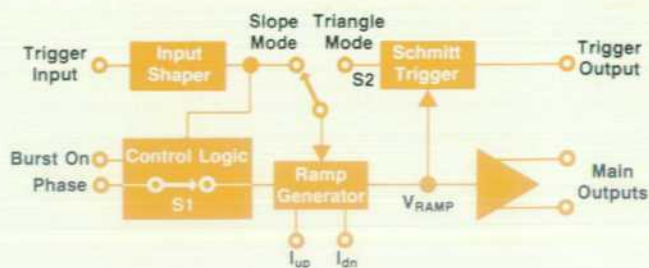 Slope
Mode
Triangle
Mode
Trigger
Input
Input
Shaper
S2
Schmitt
Trigger
Trigger
Output
Burst On
Phase
Control Logic
S1
Ramp
Generator
VRAMP
Main
Outputs
Iup
Idn